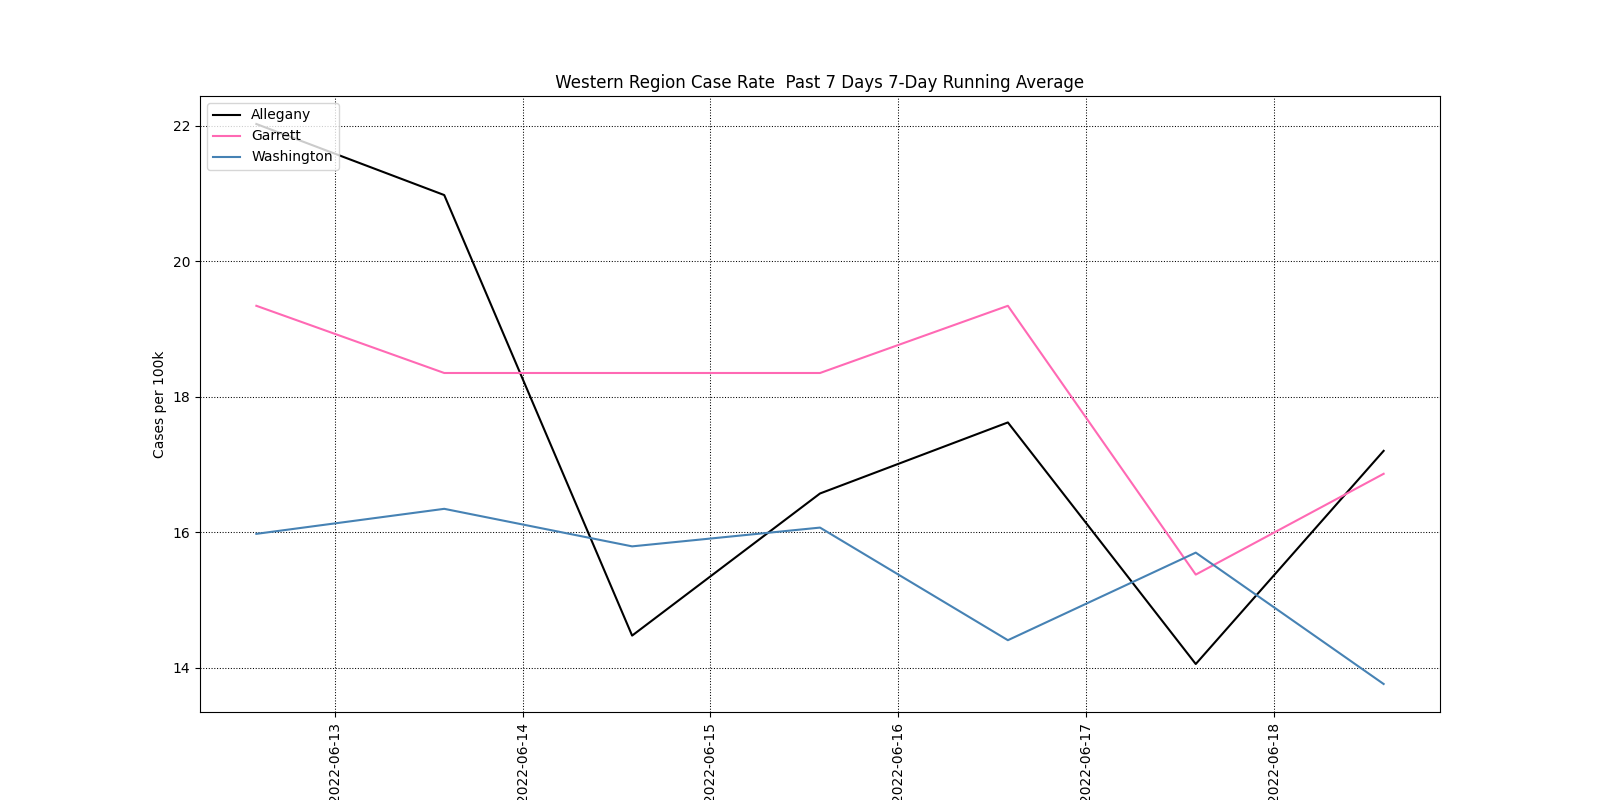 Western Region Case Rate  Past 7 Days 7-Day Running Average
Allegany
Garrett
Washington
Cases per 100k
22
20
18
16
14
2022-06-13
2022-06-14
2022-06-15
2022-06-16
2022-06-17
2022-06-18